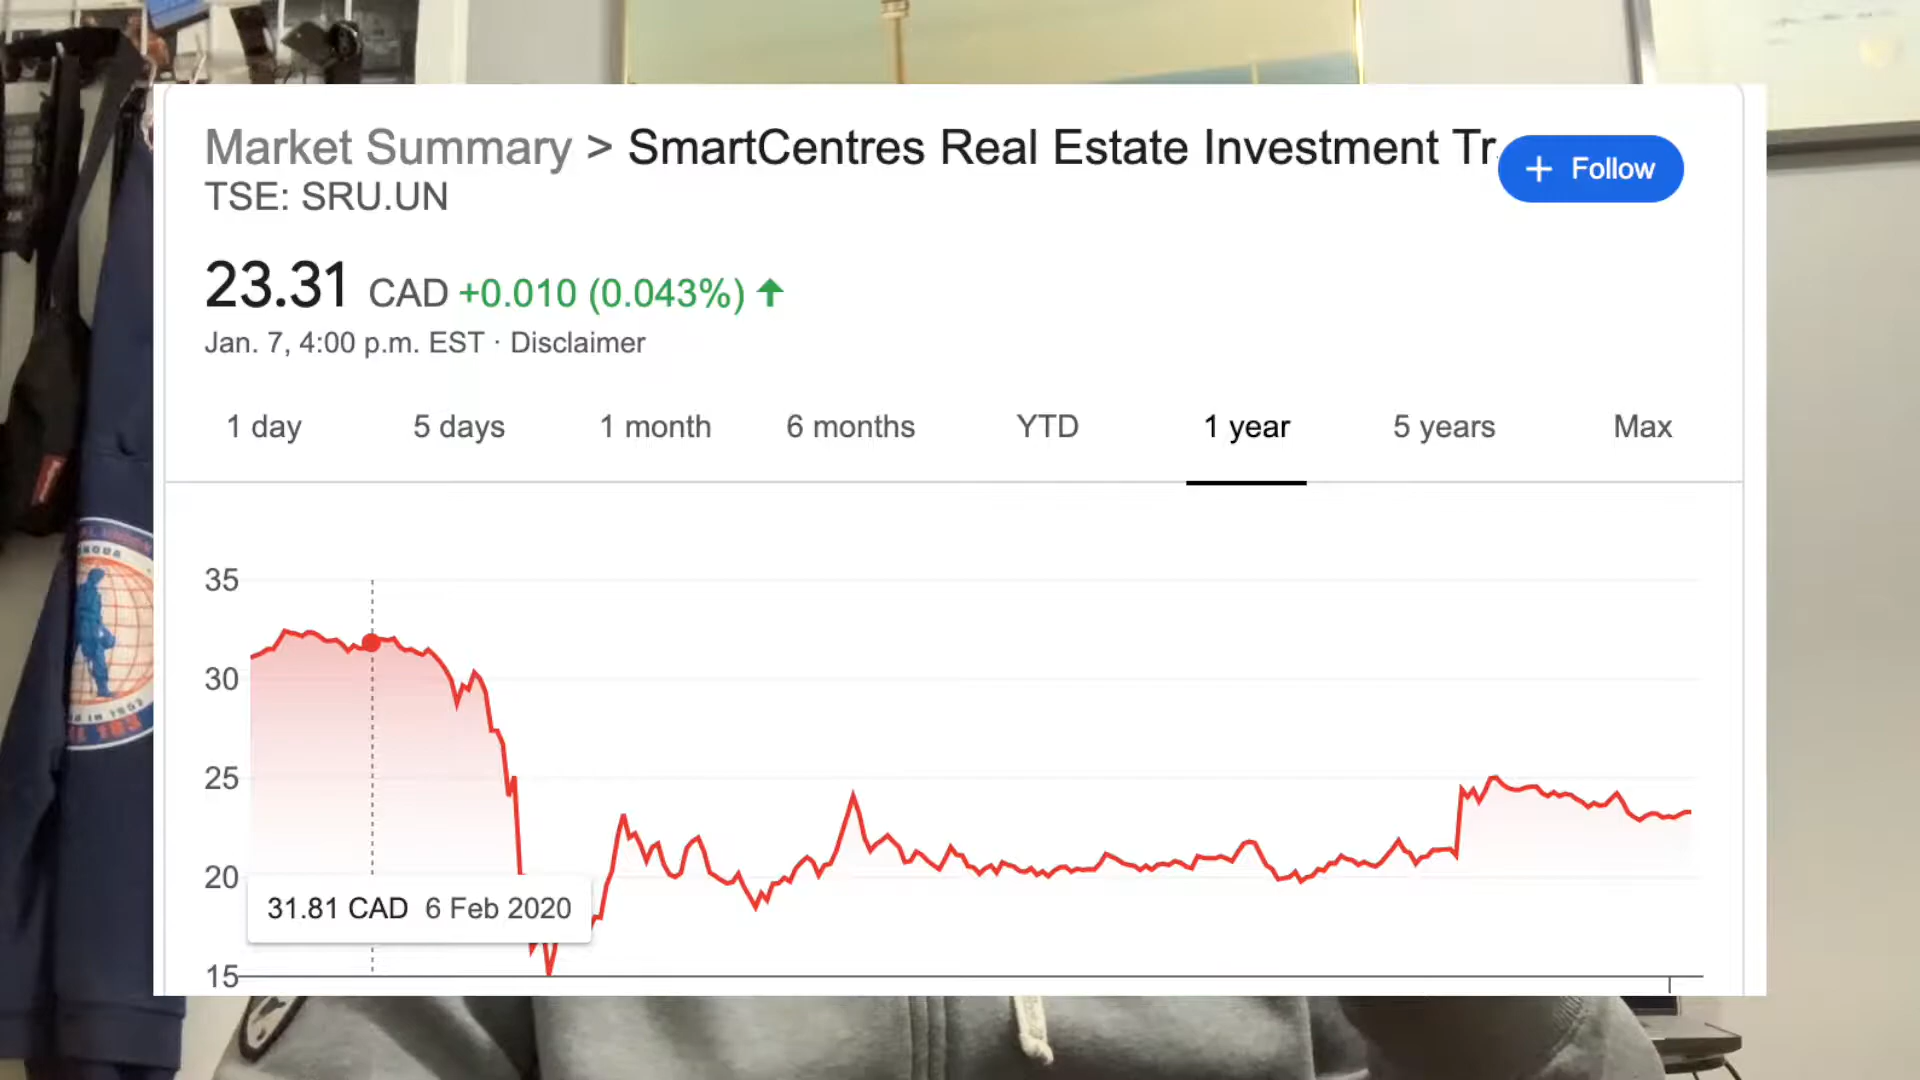 Market Summary > SmartCentres Real Estate Investment Tr.
+ Follow
TSE: SRU.UN
23.31 CAD +0.010 (0.043%)
Jan. 7, 4:00 p.m. EST · Disclaimer
1 day 5 days 1 month 6 months YTD 1 year 5 years Max
35
30
25
20
31.81 CAD 6 Feb 2020
15